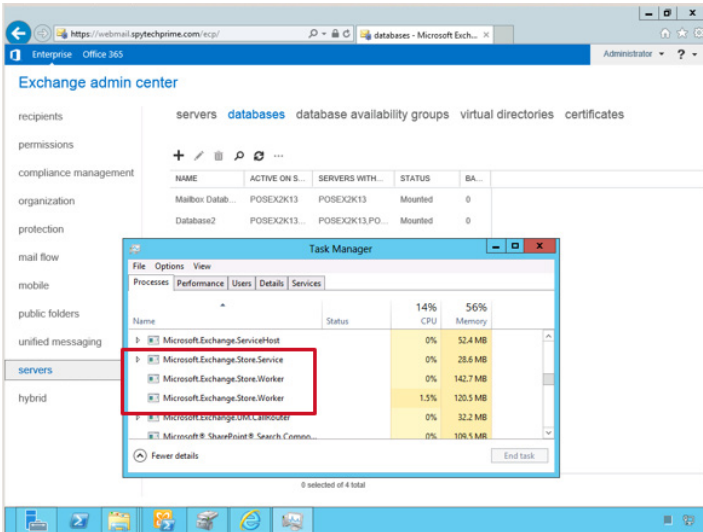 https://webmail.spytechprime.com/ecp/
databases - Microsoft Exch...
Enterprise Office 365
Administrator ?
Exchange admin center
recipients
permissions
compliance management
organization
protection
mail flow
mobile
public folders
unified messaging
servers
hybrid
servers databases database availability groups virtual directories certificates
NAME ACTIVE ON S... SERVERS WITH... STATUS BA...
Mailbox Datab... POSEX2K13 POSEX2K13 Mounted 0
Database2 POSEX2K13... POSEX2K13,PO... Mounted 0
Task Manager
File Options View
Processes Performance Users Details Services
14% 56%
Name Status CPU Memory
Microsoft.Exchange.ServiceHost 0% 52.4 MB
Microsoft.Exchange.Store.Service 0% 28.6 MB
Microsoft.Exchange.Store.Worker 0% 142.7 MB
Microsoft.Exchange.Store.Worker 1.5% 120.5 MB
Microsoft.Exchange.UM.CallRouter 0% 32.2 MB
Microsoft® SharePoint® Search Compo... 0% 109.5 MB
Fewer details End task
0 selected of 4 total